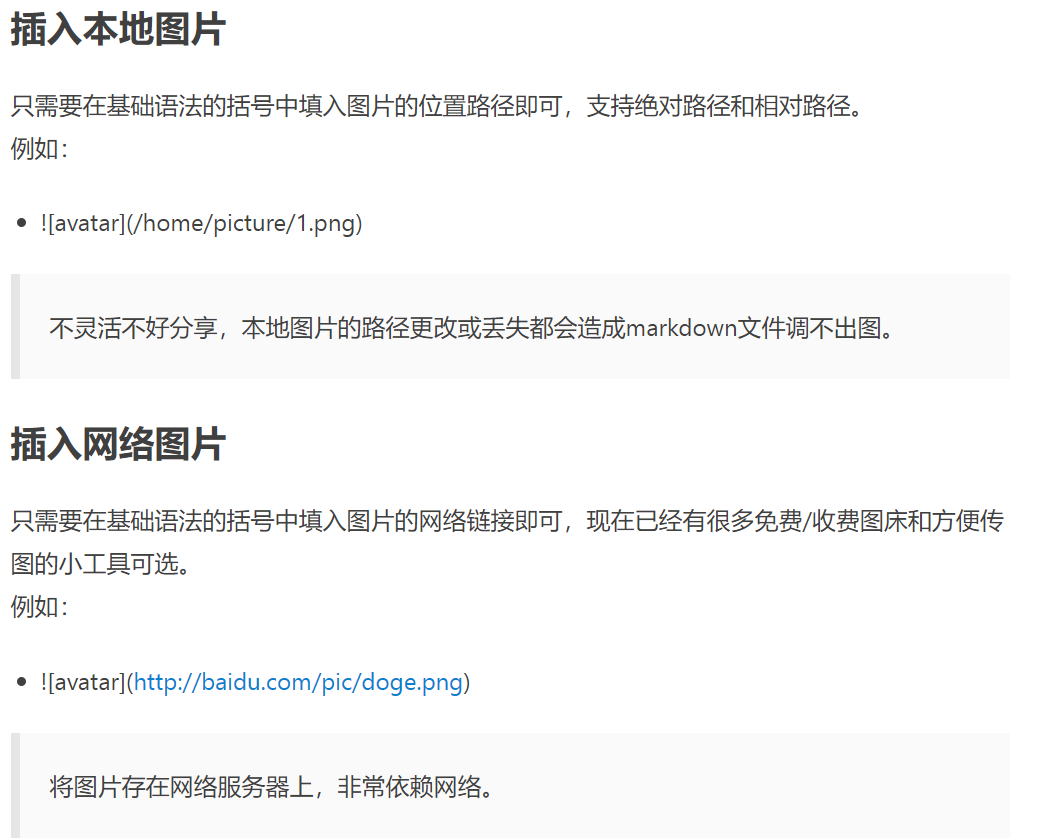 插入本地图片
只需要在基础语法的括号中填入图片的位置路径即可，支持绝对路径和相对路径。
例如：
• ![avatar](/home/picture/1.png)
不灵活不好分享，本地图片的路径更改或丢失都会造成markdown文件调不出图。
插入网络图片
只需要在基础语法的括号中填入图片的网络链接即可，现在已经有很多免费/收费图床和方便传
图的小工具可选。
例如：
• ![avatar](http://baidu.com/pic/doge.png)
将图片存在网络服务器上，非常依赖网络。